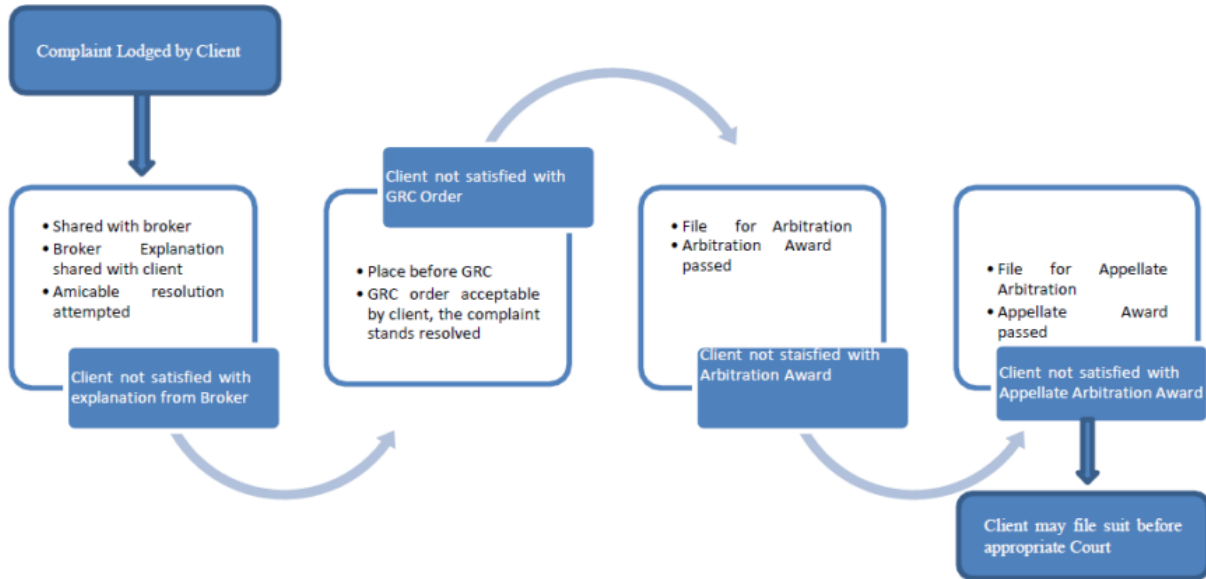 Complaint Lodged by Client
• Shared with broker
• Broker Explanation
shared with client
• Amicable resolution
attempted
Client not satisfied with
explanation from Broker
Client not satisfied with
GRC Order
• Place before GRC
• GRC order acceptable
by client, the complaint
stands resolved
• File for Arbitration
• Arbitration Award
passed
Client not staisfied with
Arbitration Award
• File for Appellate
Arbitration
• Appellate Award
passed
Client not satisfied with
Appellate Arbitration Award
Client may file suit before
appropriate Court